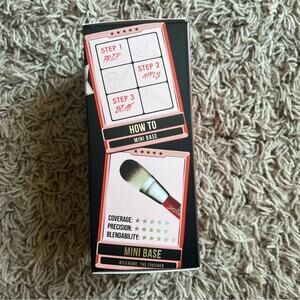 STEP 1
PREP
STEP 2
APPLY
STEP 3
BEAT
HOW TO
MINI BASE
COVERAGE:
PRECISION:
BLENDABILITY:
MINI BASE
NICKNAME: THE FINISHER